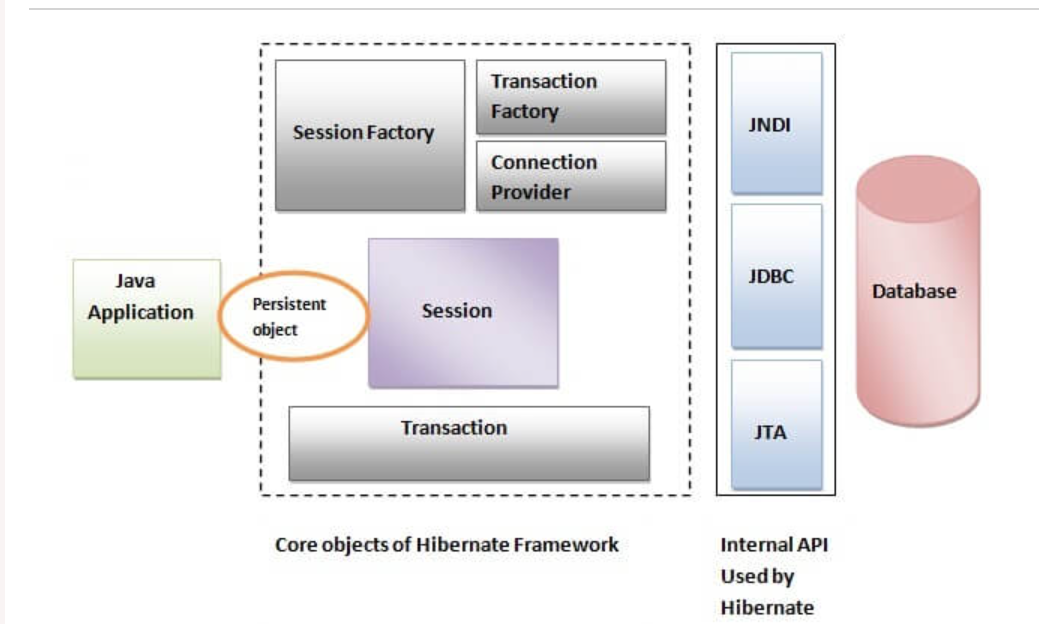 Session Factory
Transaction
Factory
Connection
Provider
JNDI
Java
Application
Persistent
object
Session
JDBC
Database
Transaction
JTA
Core objects of Hibernate Framework
Internal API
Used by
Hibernate